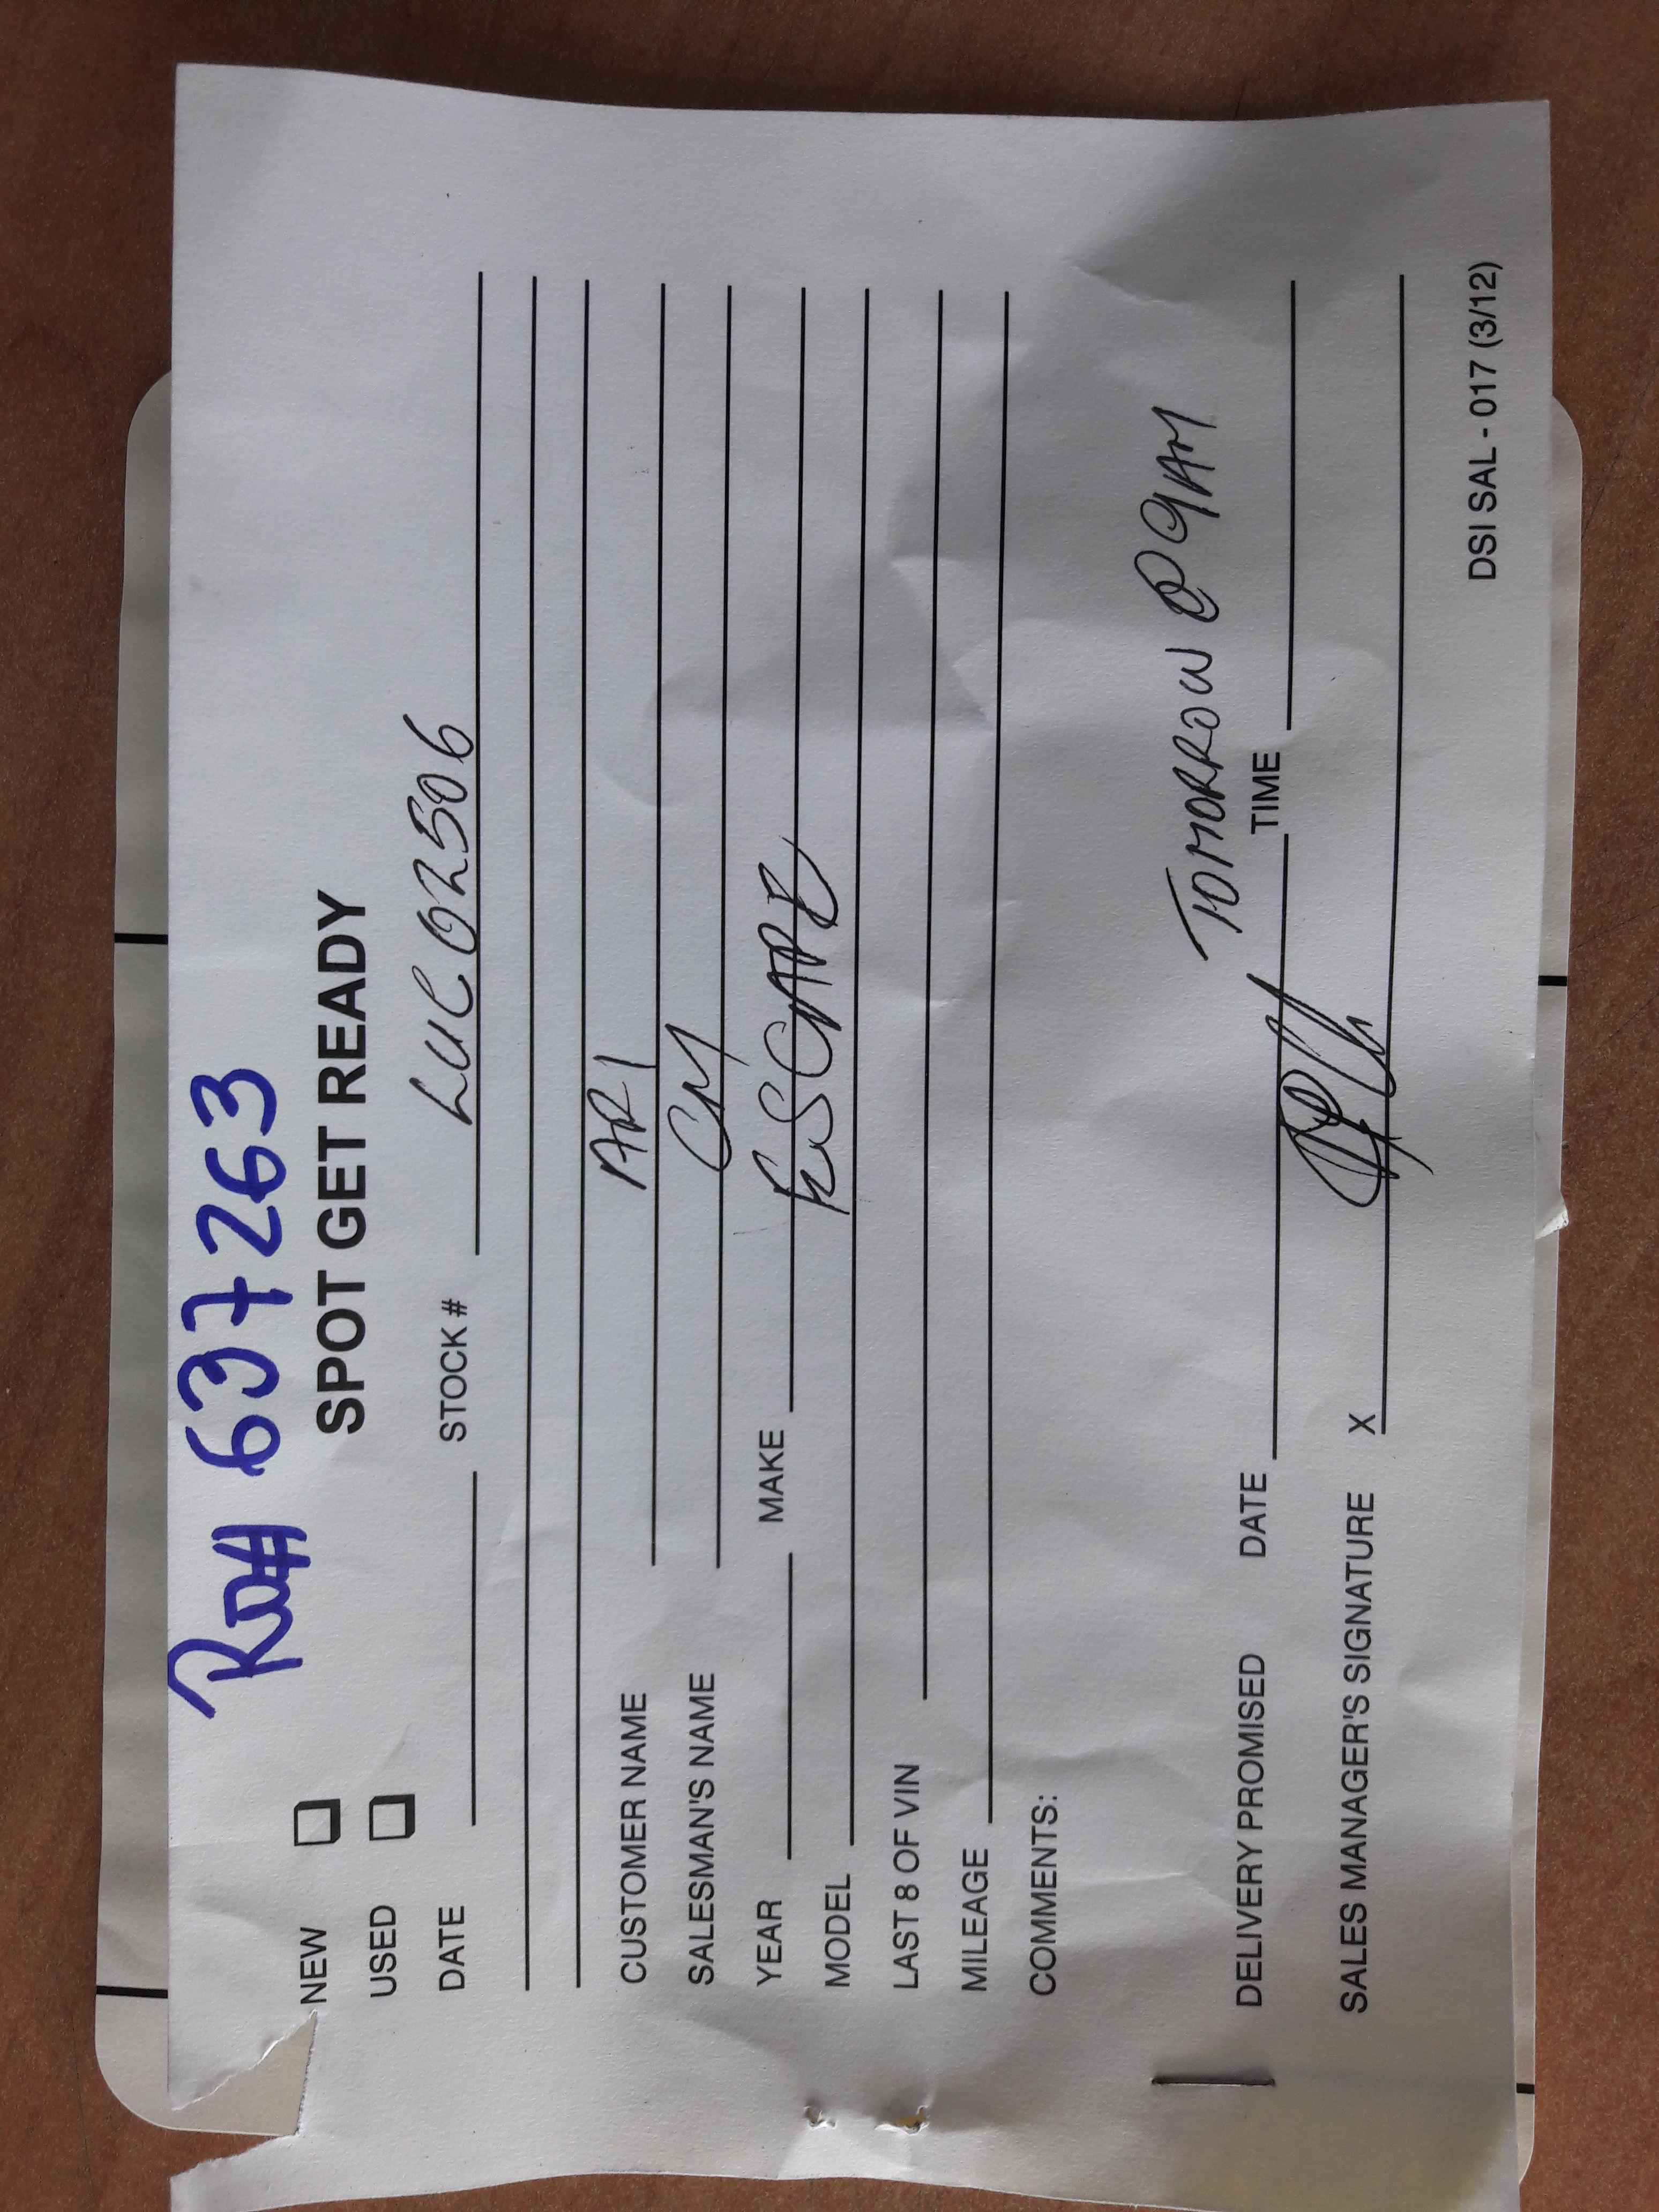 RO# 637263
SPOT GET READY
NEW
USED
DATE STOCK # LUC02506
CUSTOMER NAME ARI
SALESMAN'S NAME CM
YEAR MAKE ESCAPE
MODEL
LAST 8 OF VIN
MILEAGE
COMMENTS:
TOMORROW @ 9AM
DELIVERY PROMISED DATE TIME
SALES MANAGER'S SIGNATURE X
DSI SAL - 017 (3/12)